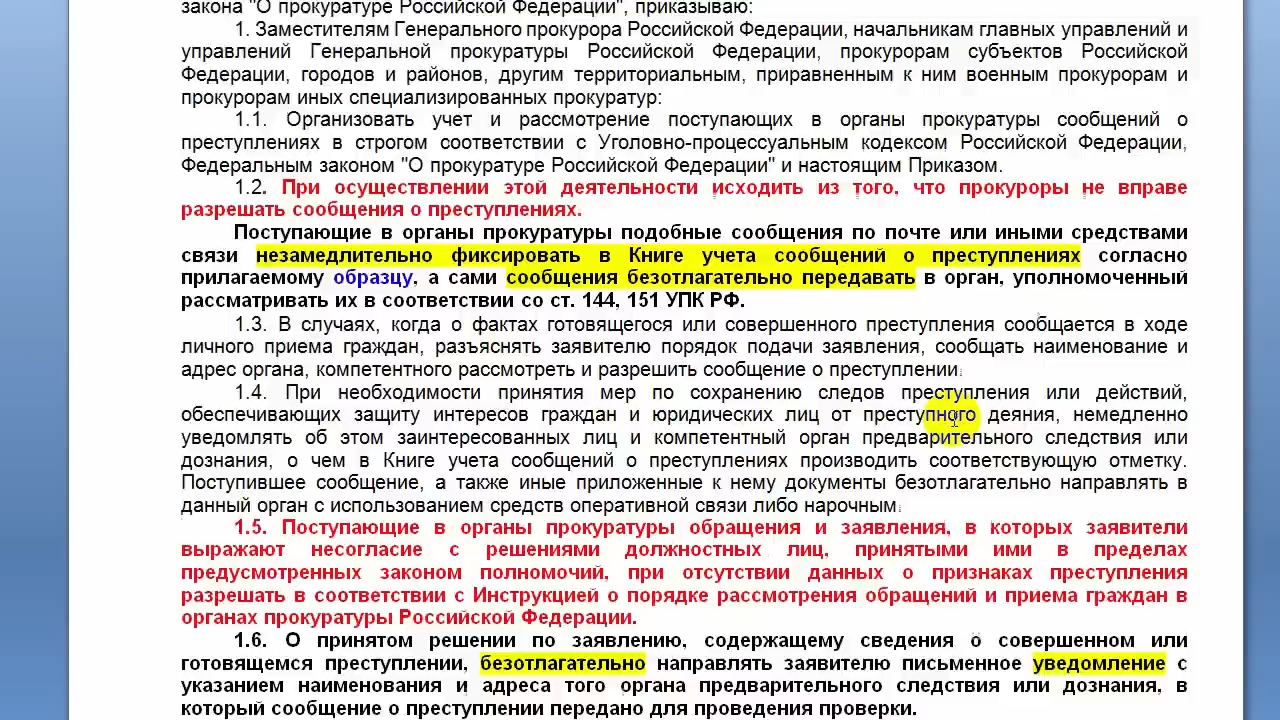 закона "О прокуратуре Российской Федерации", приказываю:
1. Заместителям Генерального прокурора Российской Федерации, начальникам главных управлений и
управлений Генеральной прокуратуры Российской Федерации, прокурорам субъектов Российской
Федерации, городов и районов, другим территориальным, приравненным к ним военным прокурорам и
прокурорам иных специализированных прокуратур:
1.1. Организовать учет и рассмотрение поступающих в органы прокуратуры сообщений о
преступлениях в строгом соответствии с Уголовно-процессуальным кодексом Российской Федерации,
Федеральным законом "О прокуратуре Российской Федерации" и настоящим Приказом.
1.2. При осуществлении этой деятельности исходить из того, что прокуроры не вправе
разрешать сообщения о преступлениях.
Поступающие в органы прокуратуры подобные сообщения по почте или иными средствами
связи незамедлительно фиксировать в Книге учета сообщений о преступлениях согласно
прилагаемому образцу, а сами сообщения безотлагательно передавать в орган, уполномоченный
рассматривать их в соответствии со ст. 144, 151 УПК РФ.
1.3. В случаях, когда о фактах готовящегося или совершенного преступления сообщается в ходе
личного приема граждан, разъяснять заявителю порядок подачи заявления, сообщать наименование и
адрес органа, компетентного рассмотреть и разрешить сообщение о преступлении.
1.4. При необходимости принятия мер по сохранению следов преступления или действий,
обеспечивающих защиту интересов граждан и юридических лиц от преступного деяния, немедленно
уведомлять об этом заинтересованных лиц и компетентный орган предварительного следствия или
дознания, о чем в Книге учета сообщений о преступлениях производить соответствующую отметку.
Поступившее сообщение, а также иные приложенные к нему документы безотлагательно направлять в
данный орган с использованием средств оперативной связи либо нарочным.
1.5. Поступающие в органы прокуратуры обращения и заявления, в которых заявители
выражают несогласие с решениями должностных лиц, принятыми ими в пределах
предусмотренных законом полномочий, при отсутствии данных о признаках преступления
разрешать в соответствии с Инструкцией о порядке рассмотрения обращений и приема граждан в
органах прокуратуры Российской Федерации.
1.6. О принятом решении по заявлению, содержащему сведения о совершенном или
готовящемся преступлении, безотлагательно направлять заявителю письменное уведомление с
указанием наименования и адреса того органа предварительного следствия или дознания, в
который сообщение о преступлении передано для проведения проверки.